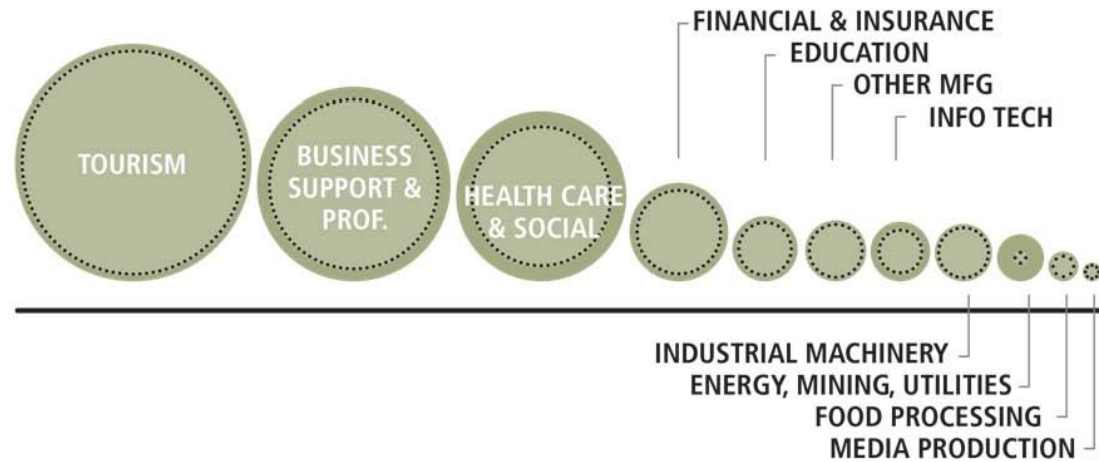 FINANCIAL & INSURANCE
EDUCATION
OTHER MFG
INFO TECH
TOURISM
BUSINESS
SUPPORT &
PROF.
HEALTH CARE
& SOCIAL
INDUSTRIAL MACHINERY
ENERGY, MINING, UTILITIES
FOOD PROCESSING
MEDIA PRODUCTION